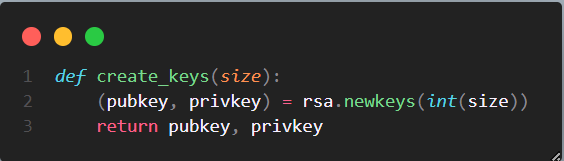 1 def create_keys(size):
2     (pubkey, privkey) = rsa.newkeys(int(size))
3     return pubkey, privkey